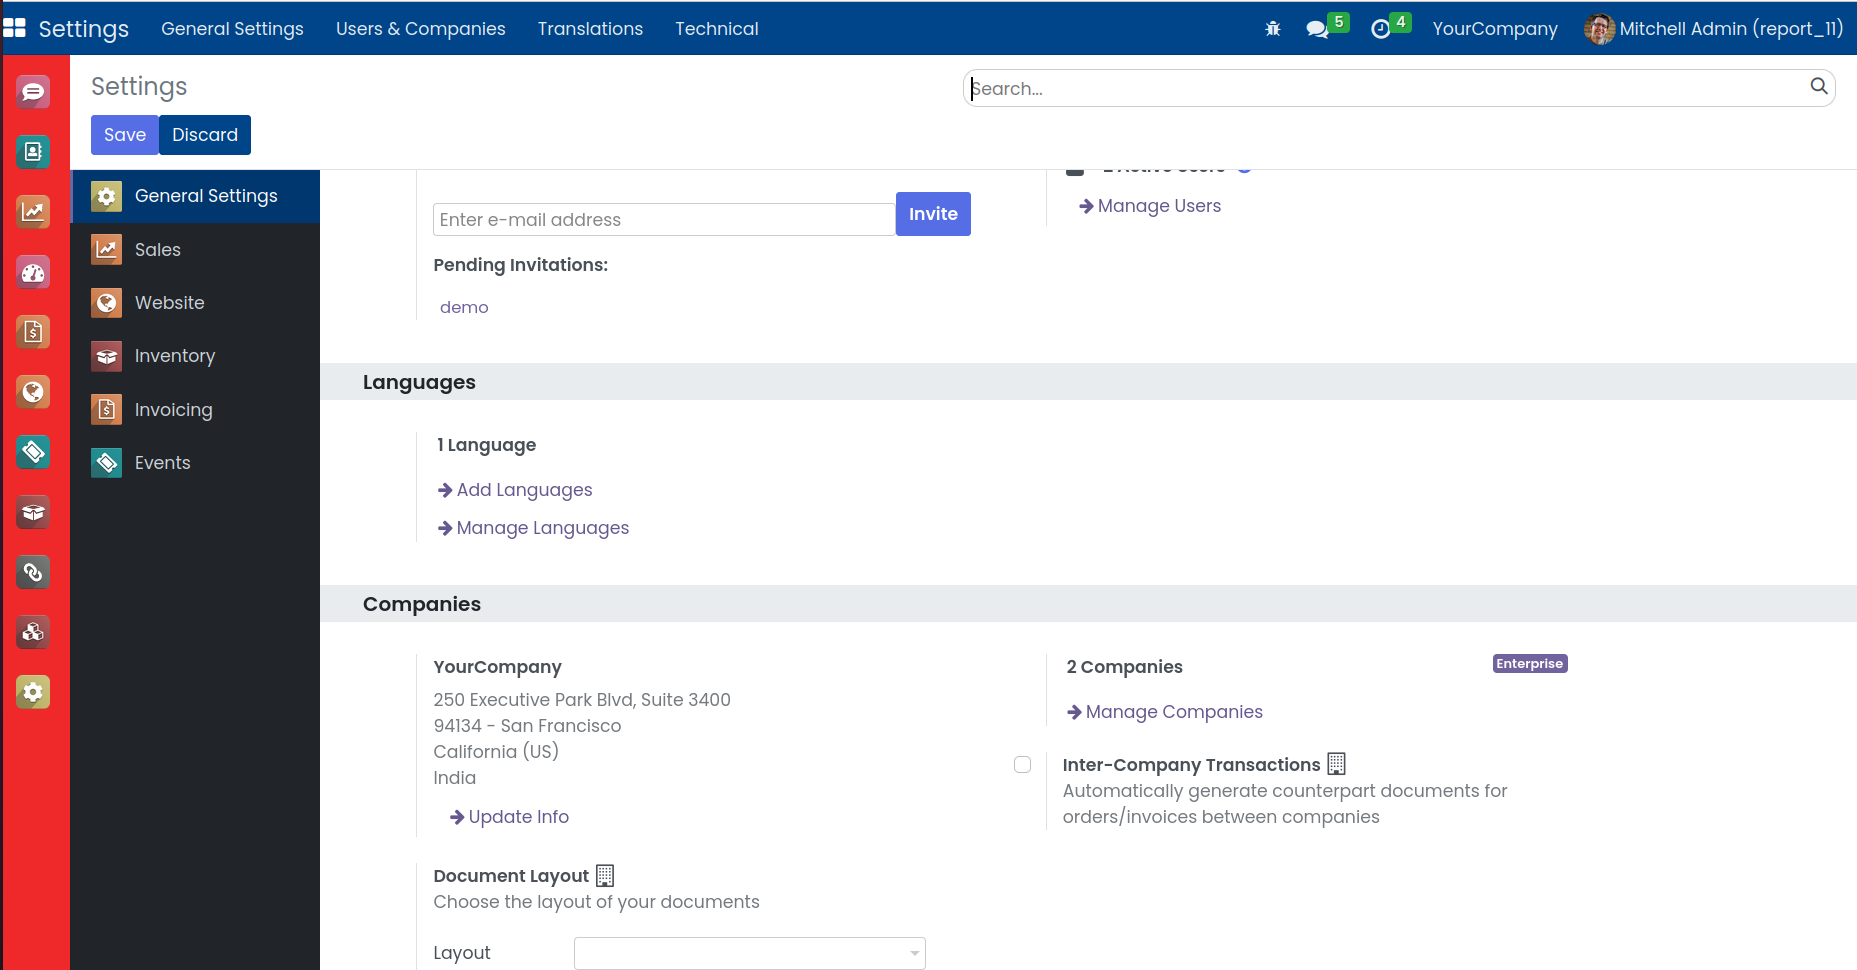 Settings General Settings Users & Companies Translations Technical 5 4 YourCompany Mitchell Admin (report_11)
Settings
Search...
Save Discard
General Settings
Sales
Website
Inventory
Invoicing
Events
2 Active Users
Enter e-mail address Invite
Manage Users
Pending Invitations:
demo
Languages
1 Language
Add Languages
Manage Languages
Companies
YourCompany
250 Executive Park Blvd, Suite 3400
94134 - San Francisco
California (US)
India
Update Info
2 Companies Enterprise
Manage Companies
Inter-Company Transactions
Automatically generate counterpart documents for
orders/invoices between companies
Document Layout
Choose the layout of your documents
Layout